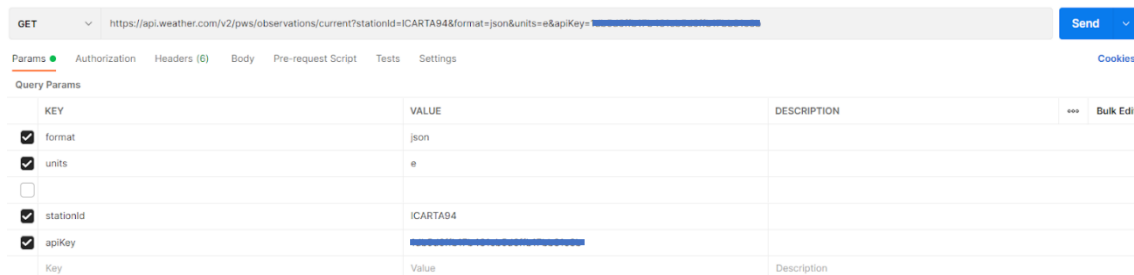 GET https://api.weather.com/v2/pws/observations/current?stationId=ICARTA94&format=json&units=e&apiKey= Send
Params Authorization Headers (6) Body Pre-request Script Tests Settings Cookies
Query Params
KEY VALUE DESCRIPTION ooo Bulk Edi
format json
units e
stationId ICARTA94
apiKey
Key Value Description